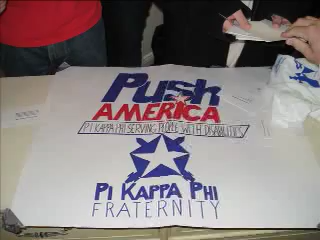 Push
AMERICA
PI KAPPA PHI SERVING PEOPLE WITH DISABILITIES
PI KAPPA PHI
FRATERNITY